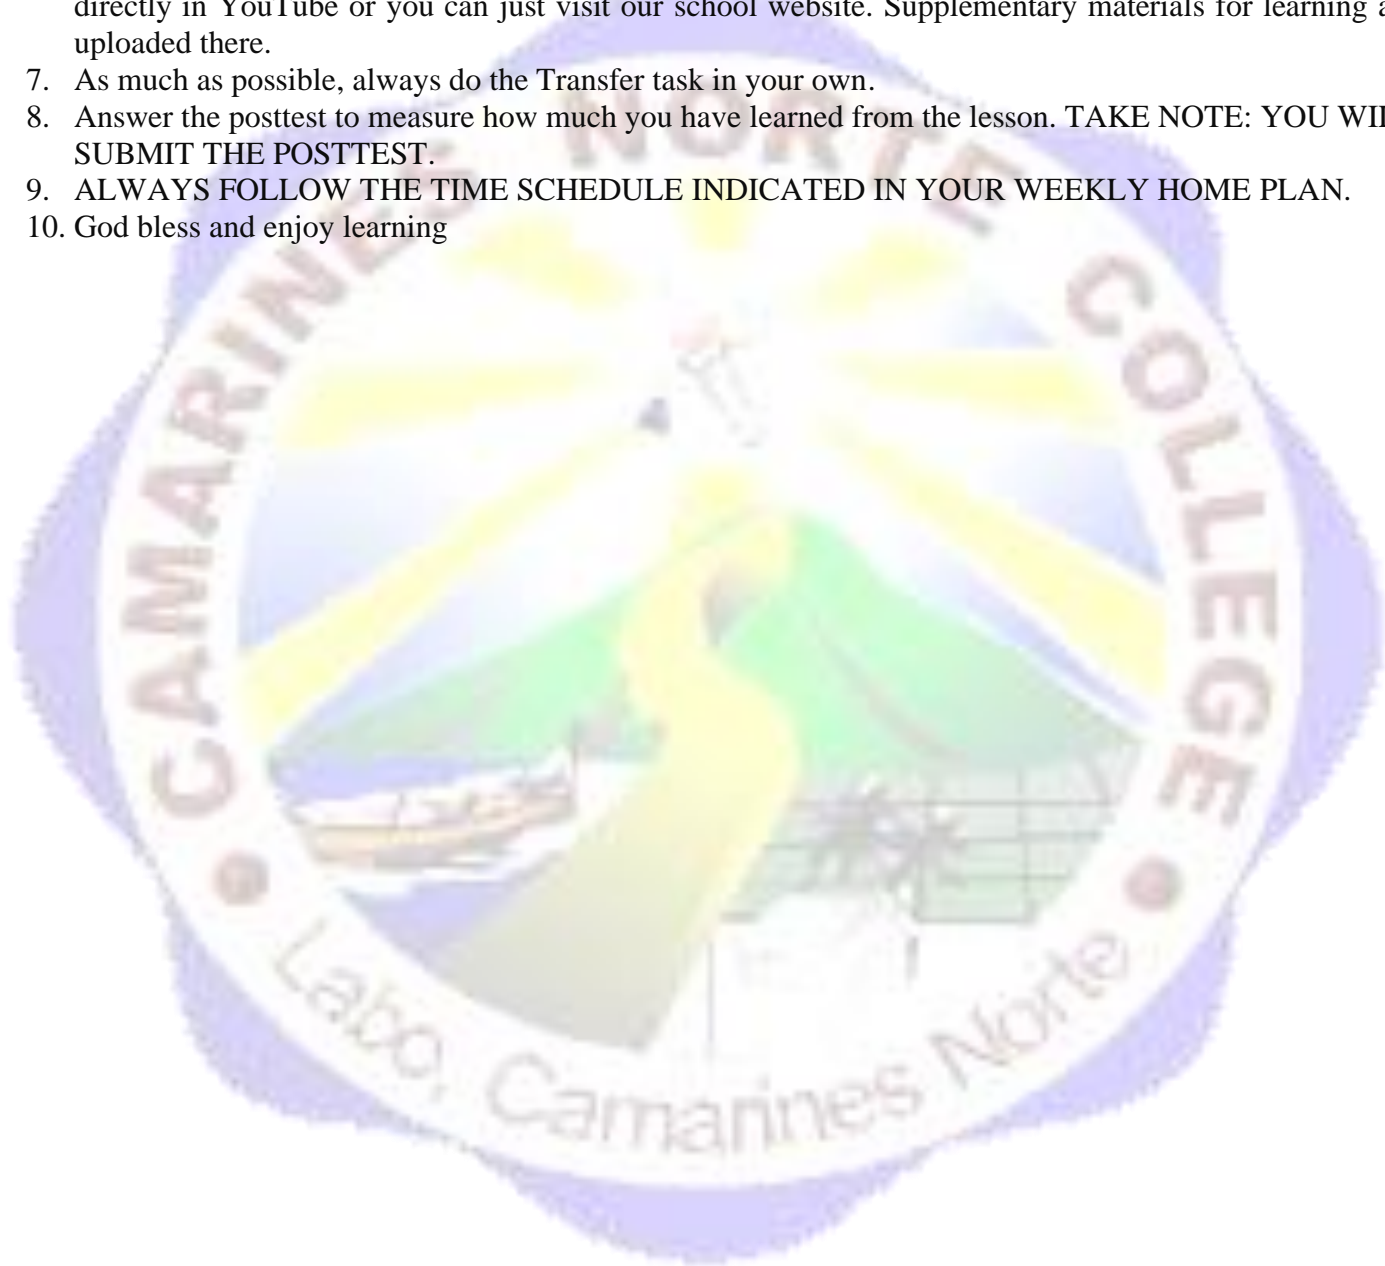 directly in YouTube or you can just visit our school website. Supplementary materials for learning
uploaded there.
7. As much as possible, always do the Transfer task in your own.
8. Answer the posttest to measure how much you have learned from the lesson. TAKE NOTE: YOU
SUBMIT THE POSTTEST.
9. ALWAYS FOLLOW THE TIME SCHEDULE INDICATED IN YOUR WEEKLY HOME PLAN.
10. God bless and enjoy learning
CAMARINES NORTE COLLEGE
Labo, Camarines Norte